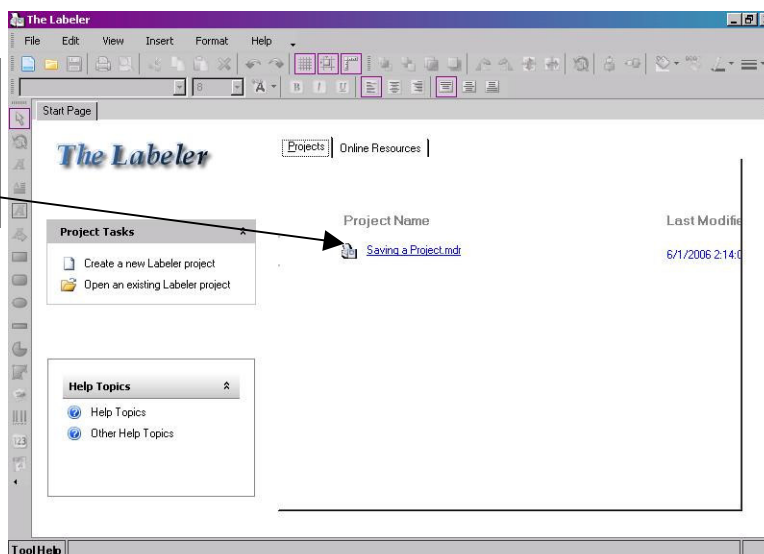 The Labeler
File Edit View Insert Format Help
8 A B I U
Start Page
The Labeler
Projects Online Resources
Project Tasks
Create a new Labeler project
Open an existing Labeler project
Project Name Last Modifie
Saving a Project.mdr 6/1/2006 2:14:0
Help Topics
Help Topics
Other Help Topics
123
Tool Help